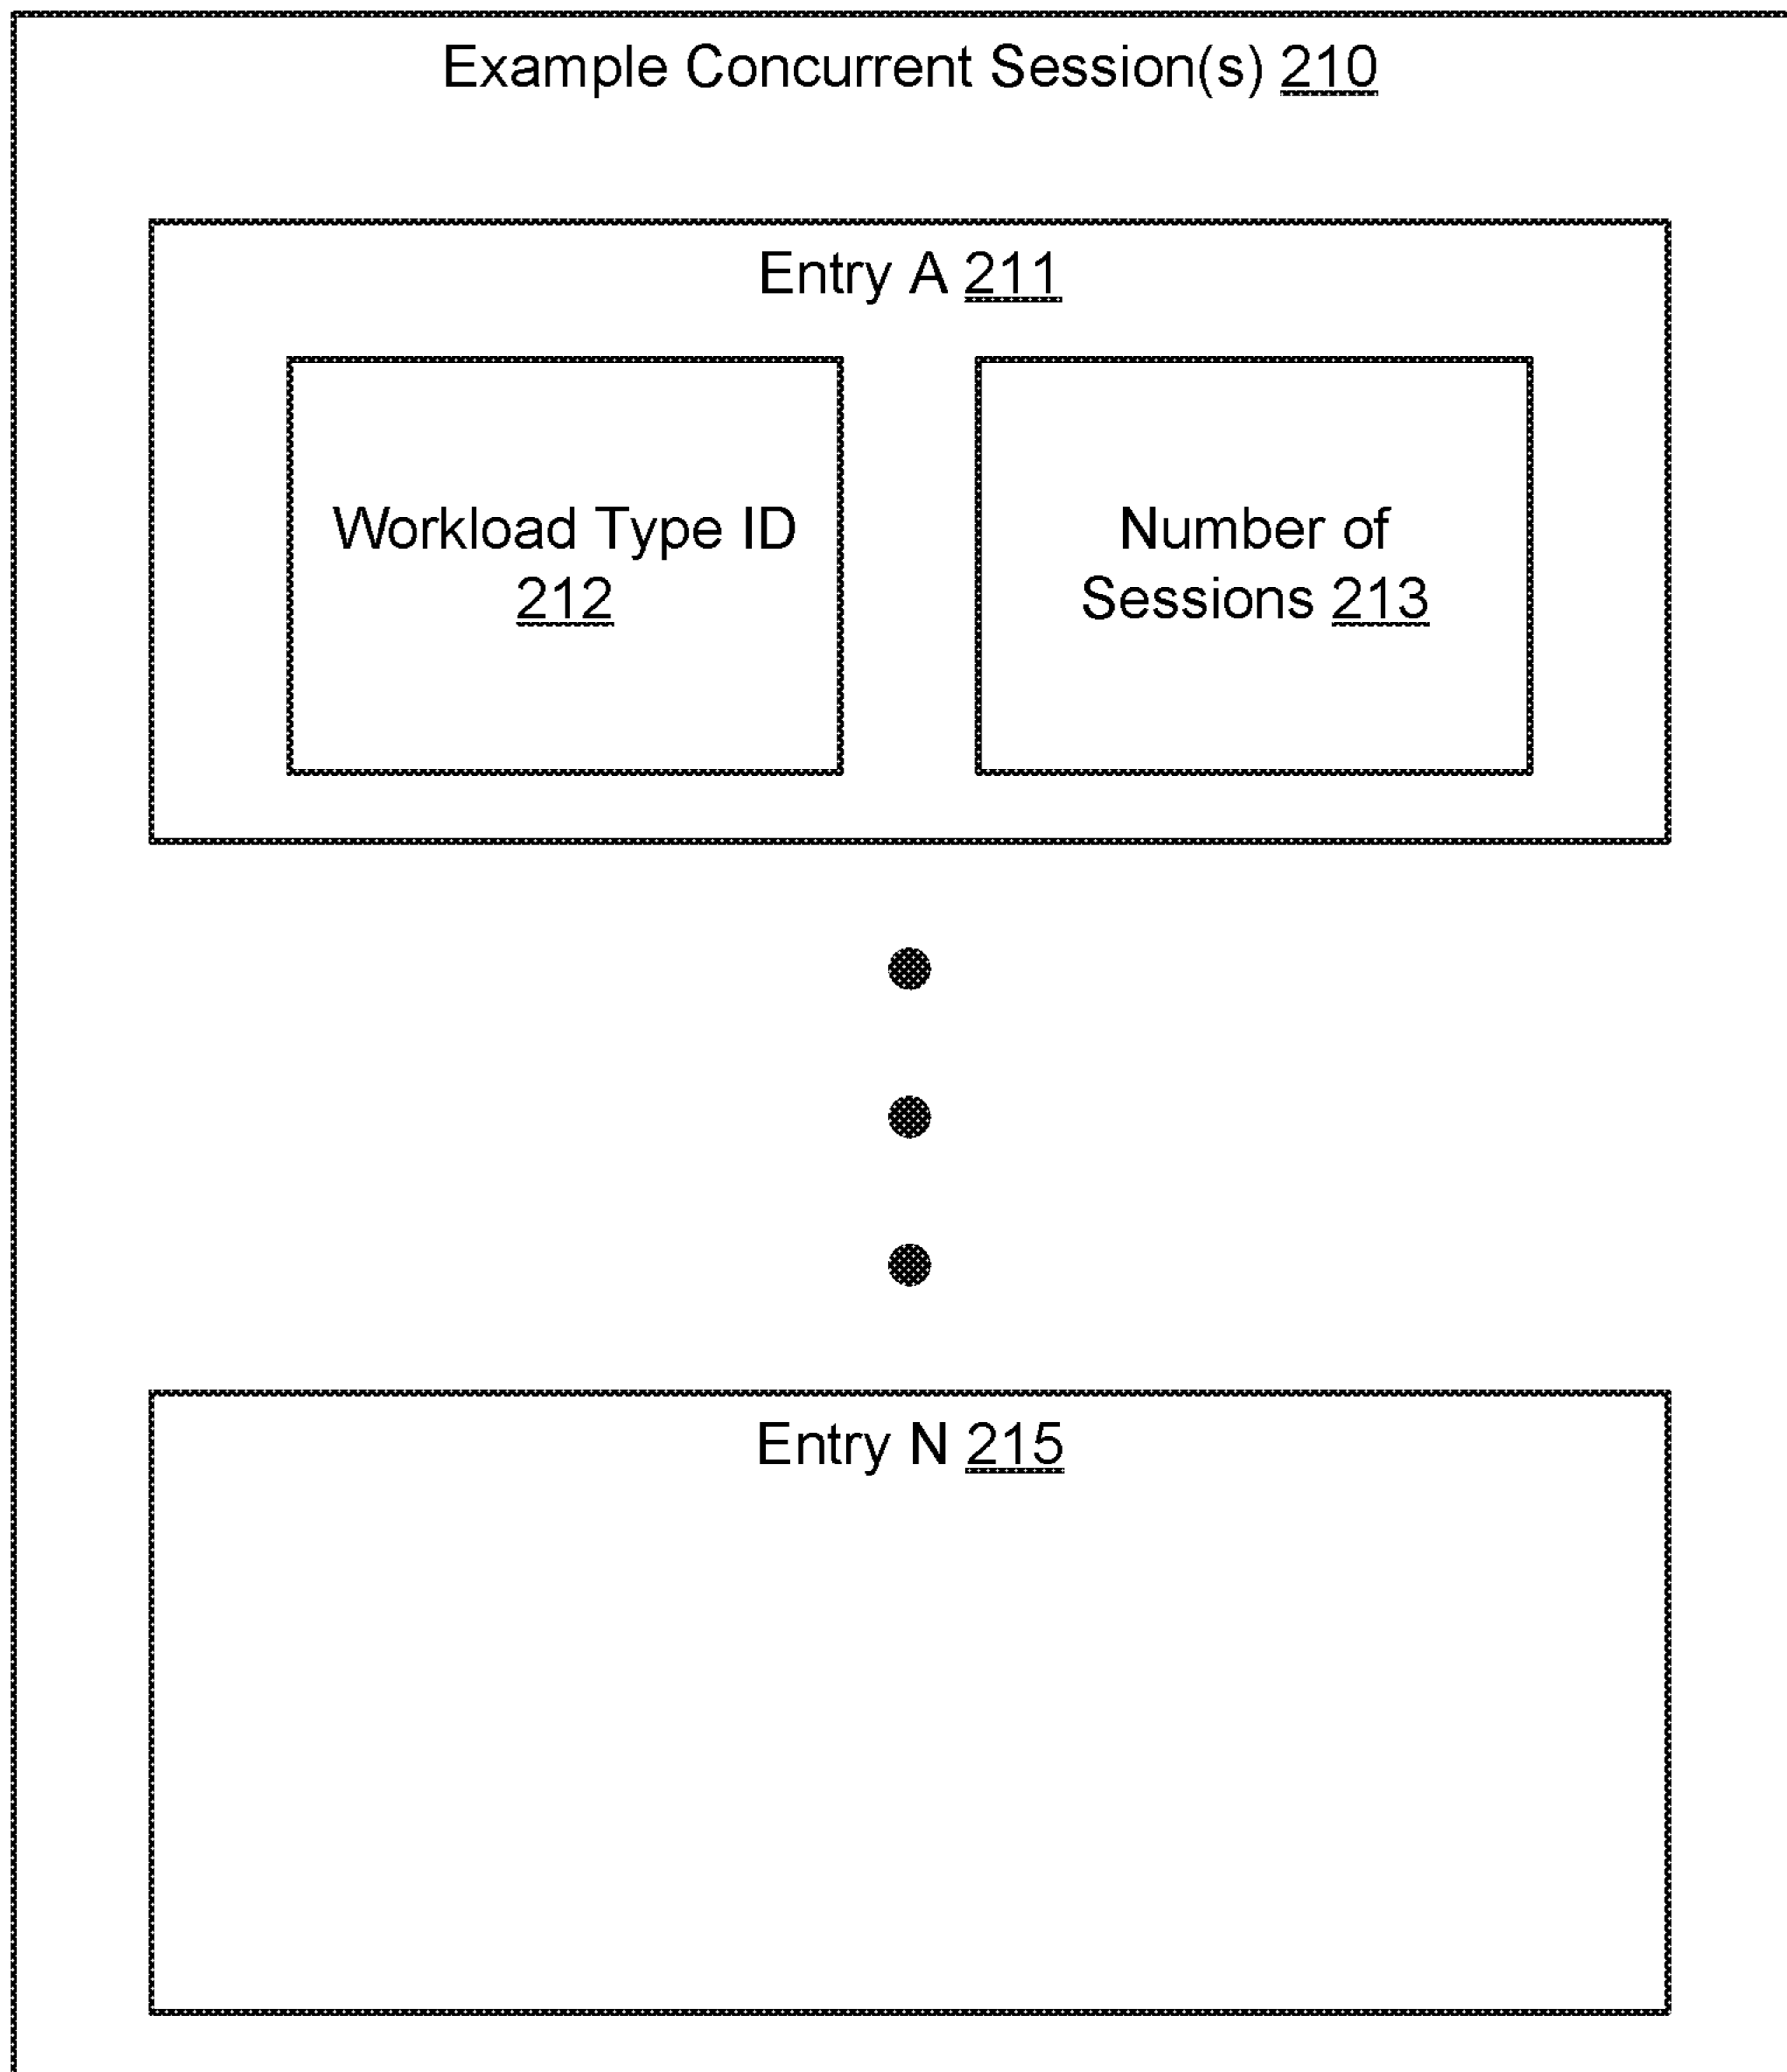 Example Concurrent Session(s) 210
Entry A 211
Workload Type ID
212
Number of
Sessions 213
Entry N 215